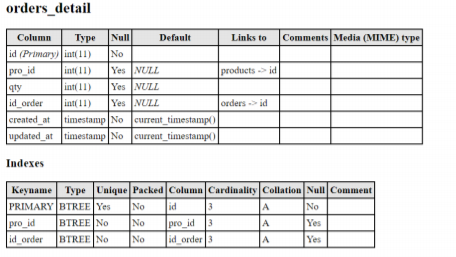 orders_detail
Column Type Null Default Links to Comments Media (MIME) type
id (Primary) int(11) No
pro_id int(11) Yes NULL products -> id
qty int(11) Yes NULL
id_order int(11) Yes NULL orders -> id
created_at timestamp No current_timestamp()
updated_at timestamp No current_timestamp()
Indexes
Keyname Type Unique Packed Column Cardinality Collation Null Comment
PRIMARY BTREE Yes No id 3 A No
pro_id BTREE No No pro_id 3 A Yes
id_order BTREE No No id_order 3 A Yes